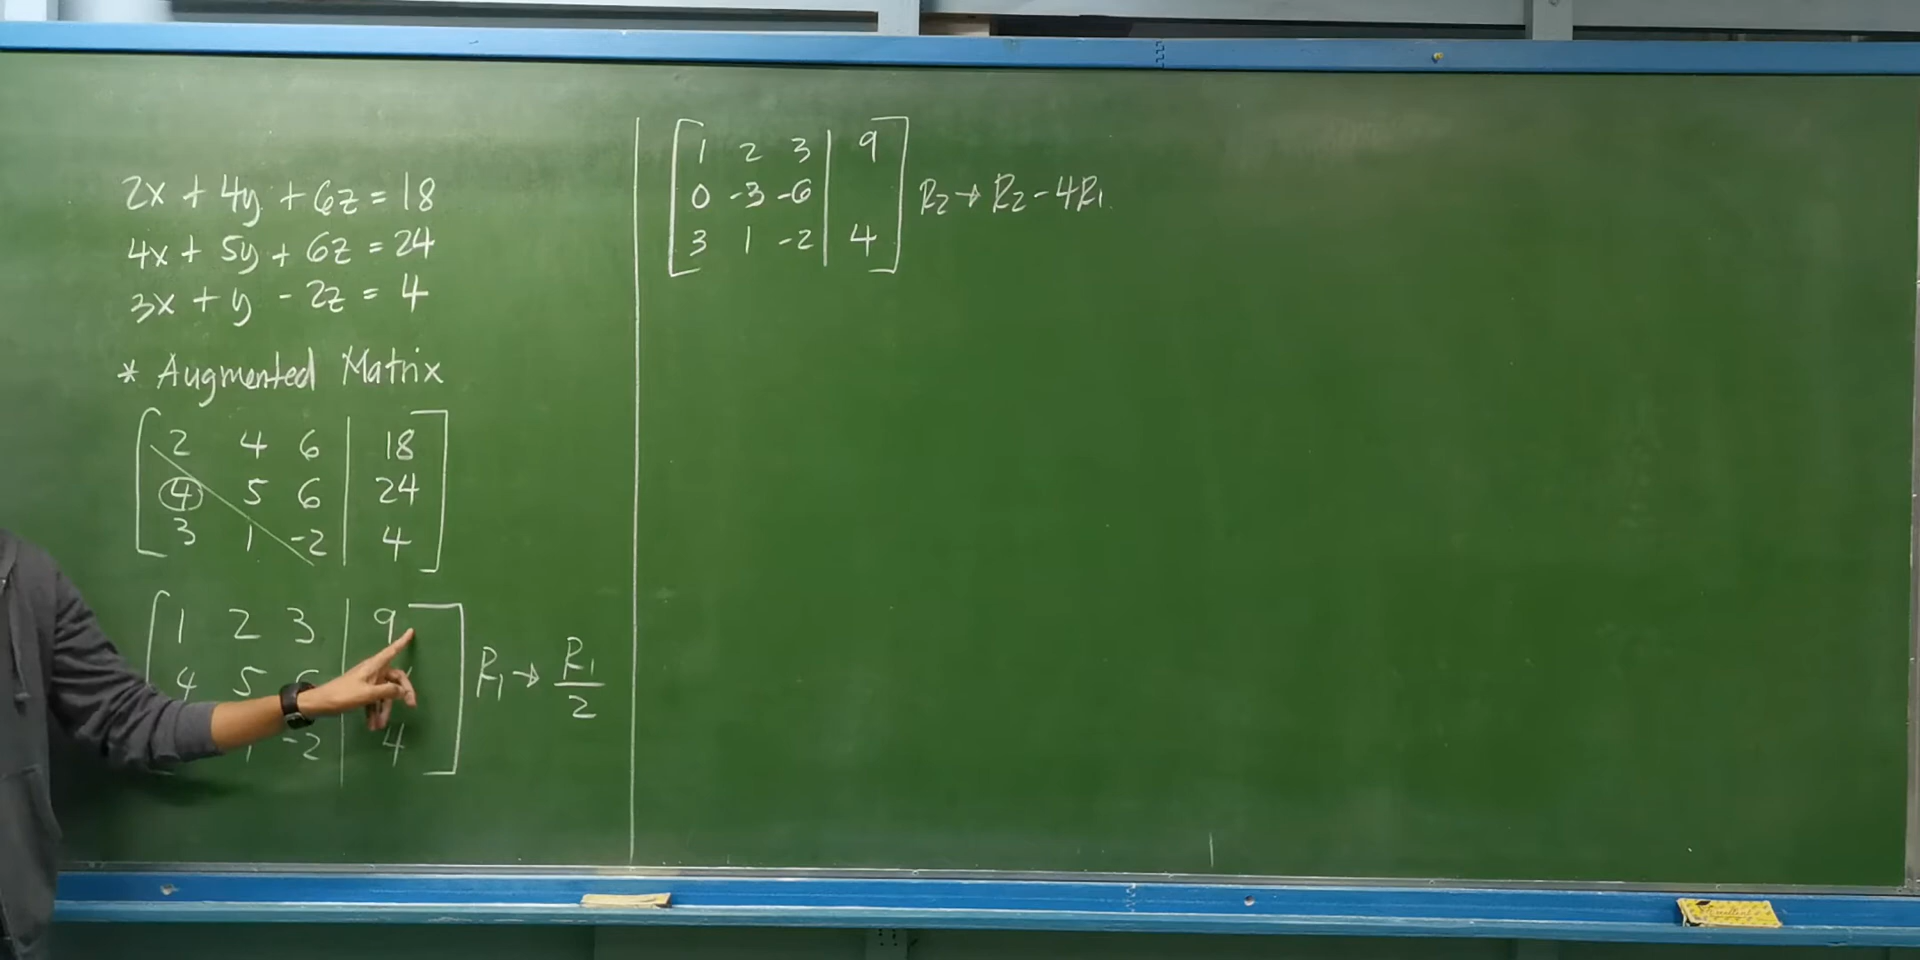 2x + 4y + 6z = 18
4x + 5y + 6z = 24
3x + y - 2z = 4
* Augmented Matrix
2 4 6 | 18
4 5 6 | 24
3 1 -2 | 4
1 2 3 | 9
4 5
R1 → R1/2
1 -2 | 4
1 2 3 | 9
0 -3 -6 | R2 → R2 - 4R1
3 1 -2 | 4